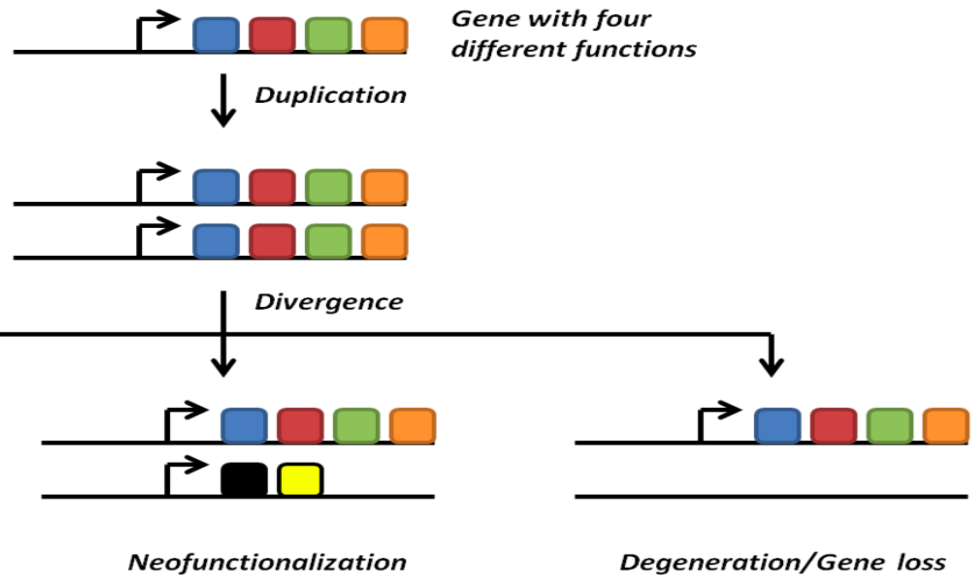 Gene with four
different functions
Duplication
Divergence
Neofunctionalization
Degeneration/Gene loss